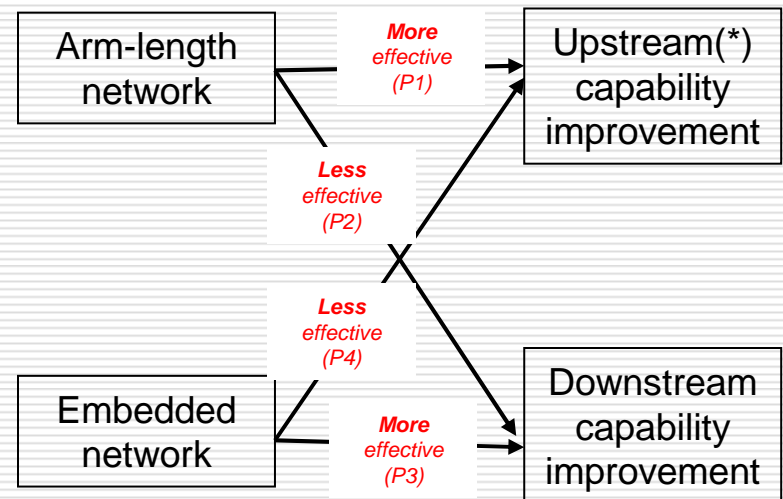 Arm-length
network
More
effective
(P1)
Upstream(*)
capability
improvement
Less
effective
(P2)
Less
effective
(P4)
Embedded
network
More
effective
(P3)
Downstream
capability
improvement